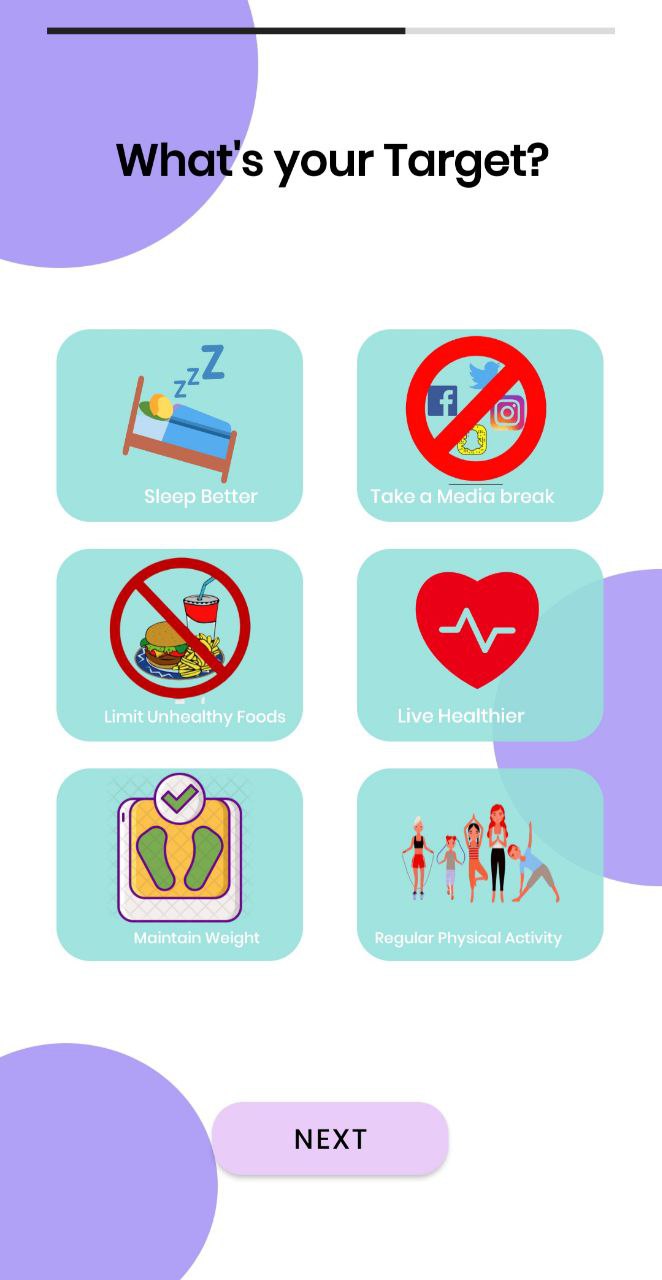 What's your Target?
Sleep Better
Take a Media break
Limit Unhealthy Foods
Live Healthier
Maintain Weight
Regular Physical Activity
NEXT